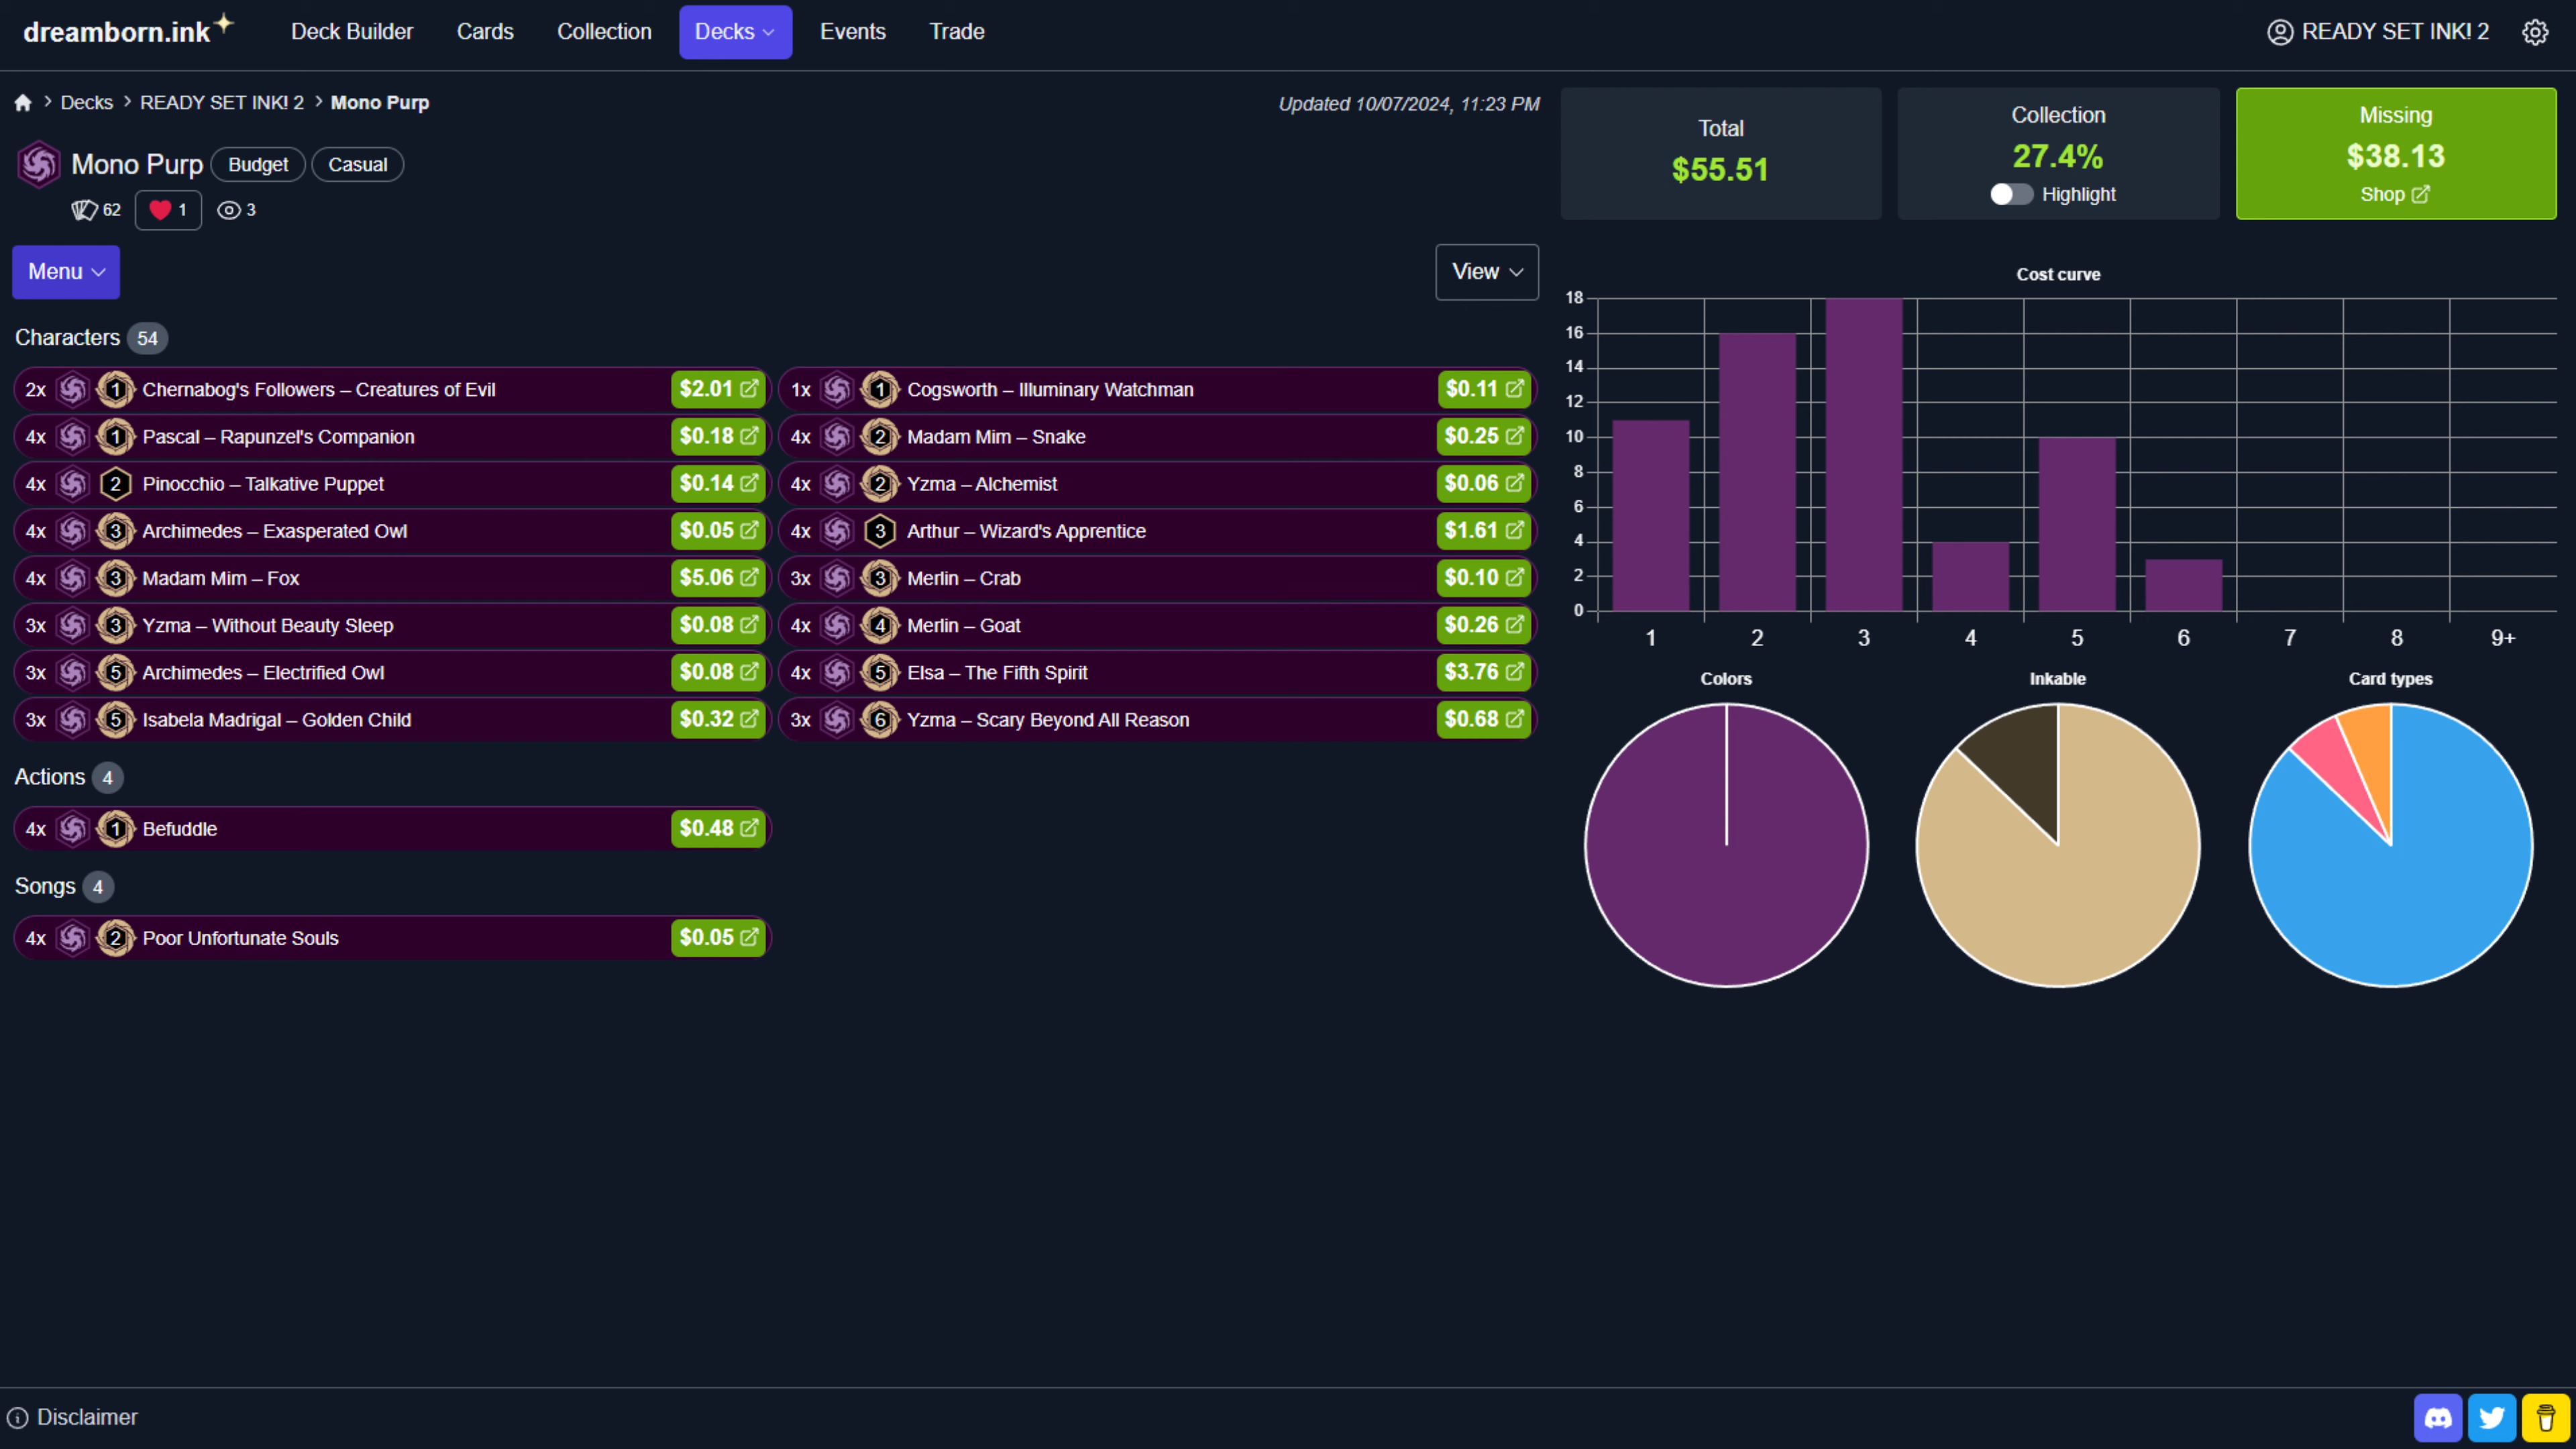 dreamborn.ink
Deck Builder
Cards
Collection
Decks
Events
Trade
READY SET INK! 2
Decks > READY SET INK! 2 > Mono Purp
Updated 10/07/2024, 11:23 PM
Mono Purp
Budget
Casual
62
1
3
Total
$55.51
Collection
27.4%
Highlight
Missing
$38.13
Shop
Menu
View
Characters 54
2x 1 Chernabog's Followers – Creatures of Evil $2.01
1x 1 Cogsworth – Illuminary Watchman $0.11
4x 1 Pascal – Rapunzel's Companion $0.18
4x 2 Madam Mim – Snake $0.25
4x 2 Pinocchio – Talkative Puppet $0.14
4x 2 Yzma – Alchemist $0.06
4x 3 Archimedes – Exasperated Owl $0.05
4x 3 Arthur – Wizard's Apprentice $1.61
4x 3 Madam Mim – Fox $5.06
3x 3 Merlin – Crab $0.10
3x 3 Yzma – Without Beauty Sleep $0.08
4x 4 Merlin – Goat $0.26
3x 5 Archimedes – Electrified Owl $0.08
4x 5 Elsa – The Fifth Spirit $3.76
3x 5 Isabela Madrigal – Golden Child $0.32
3x 6 Yzma – Scary Beyond All Reason $0.68
Actions 4
4x 1 Befuddle $0.48
Songs 4
4x 2 Poor Unfortunate Souls $0.05
Cost curve
18
16
14
12
10
8
6
4
2
0
1 2 3 4 5 6 7 8 9+
Colors
Inkable
Card types
Disclaimer